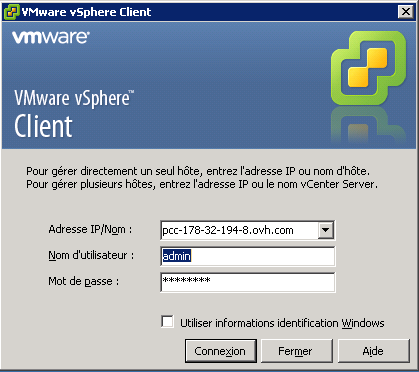 VMware vSphere Client
vmware®
VMware vSphere™
Client
Pour gérer directement un seul hôte, entrez l'adresse IP ou nom d'hôte.
Pour gérer plusieurs hôtes, entrez l'adresse IP ou le nom vCenter Server.
Adresse IP/Nom :
pcc-178-32-194-8.ovh.com
Nom d'utilisateur :
admin
Mot de passe :
********
Utiliser informations identification Windows
Connexion
Fermer
Aide